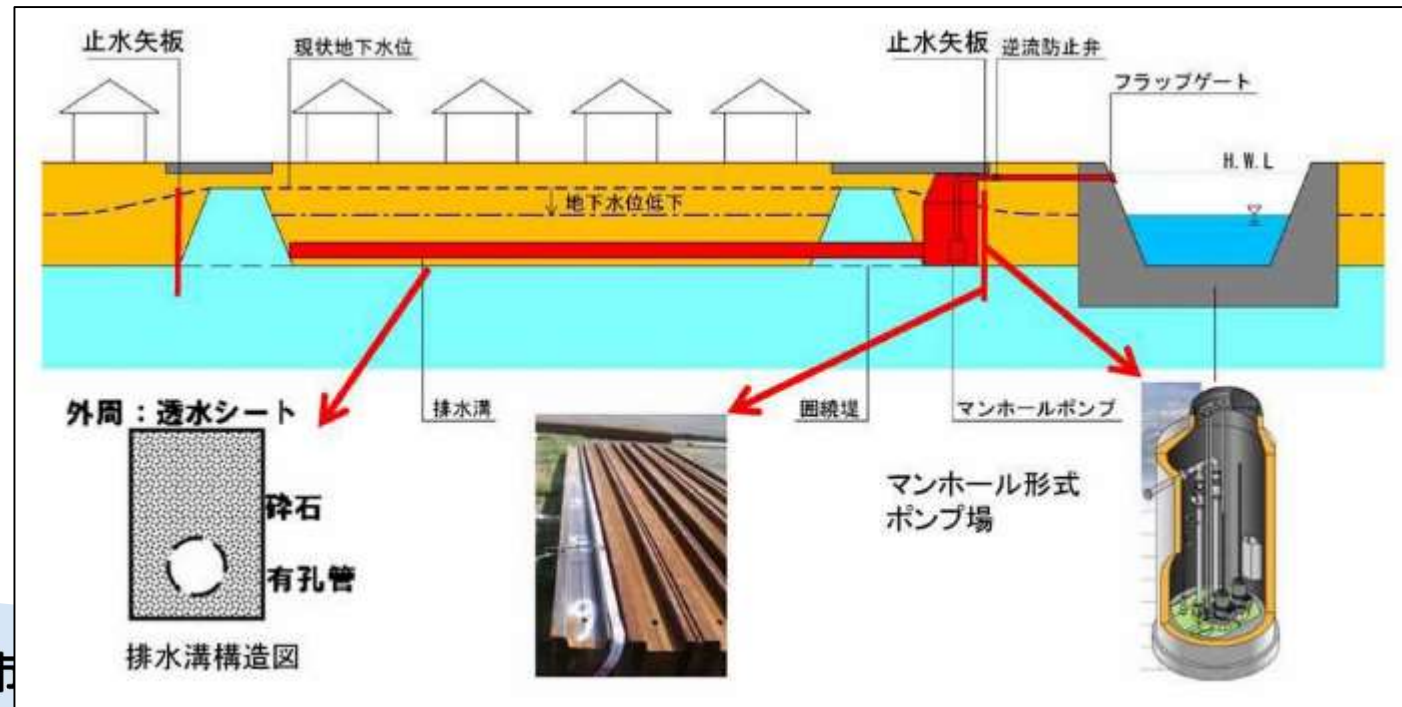 止水矢板
現状地下水位
止水矢板
逆流防止弁
フラップゲート
H.W.L
地下水位低下
外周:透水シート
排水溝
囲繞堤
マンホールポンプ
砕石
有孔管
マンホール形式
ポンプ場
排水溝構造図